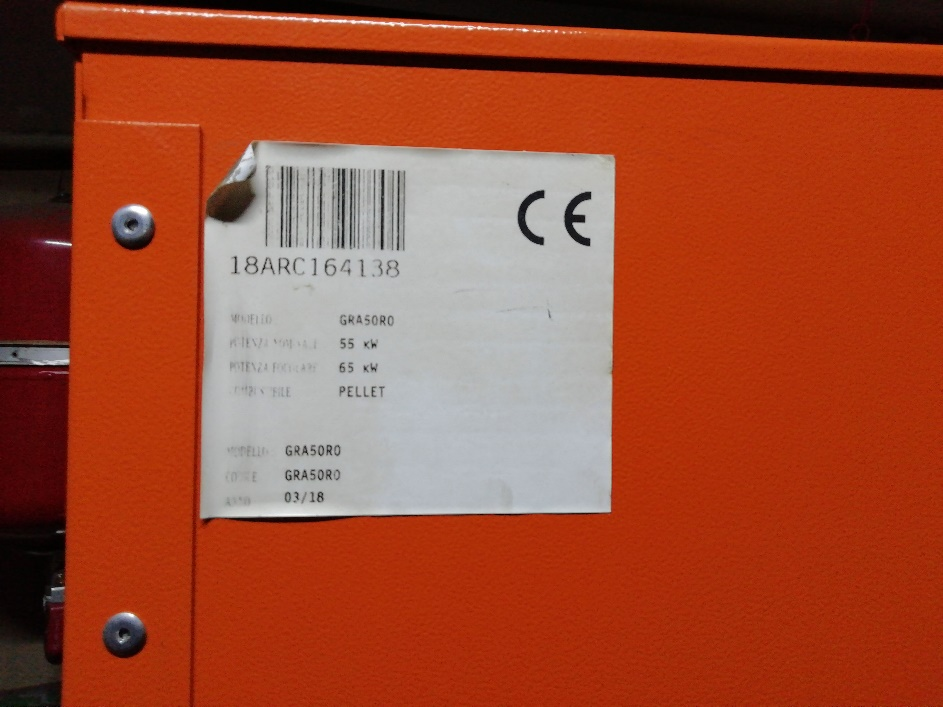 18ARC164138
CE
MODELLO GRA50RO
POTENZA NOMINALE 55 kW
POTENZA FOCOLARE 65 kW
COMBUSTIBILE PELLET
MODELLO GRA50RO
CODICE GRA50RO
ANNO 03/18